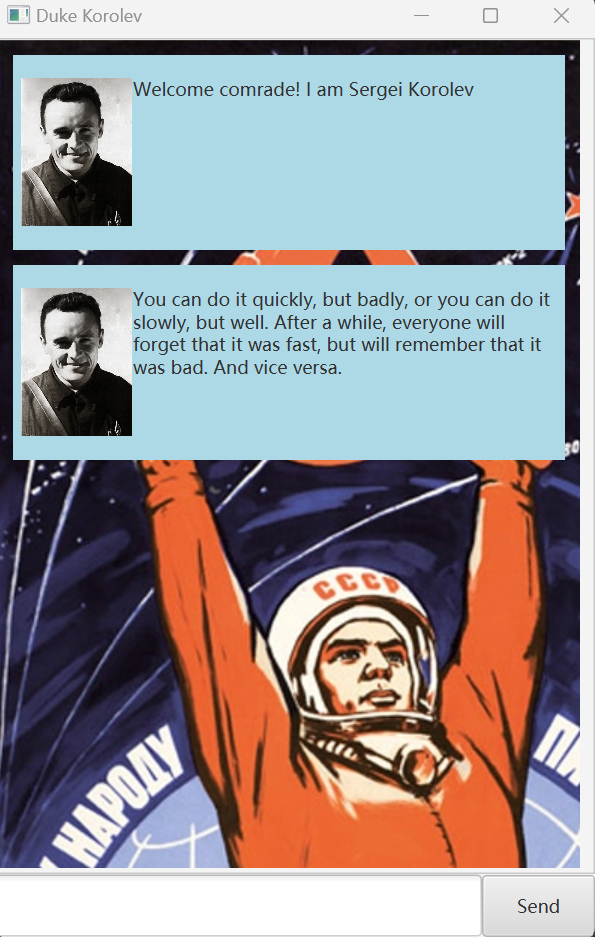 Duke Korolev
Welcome comrade! I am Sergei Korolev
You can do it quickly, but badly, or you can do it
slowly, but well. After a while, everyone will
forget that it was fast, but will remember that it
was bad. And vice versa.
СССР
НАРОДУ
Send